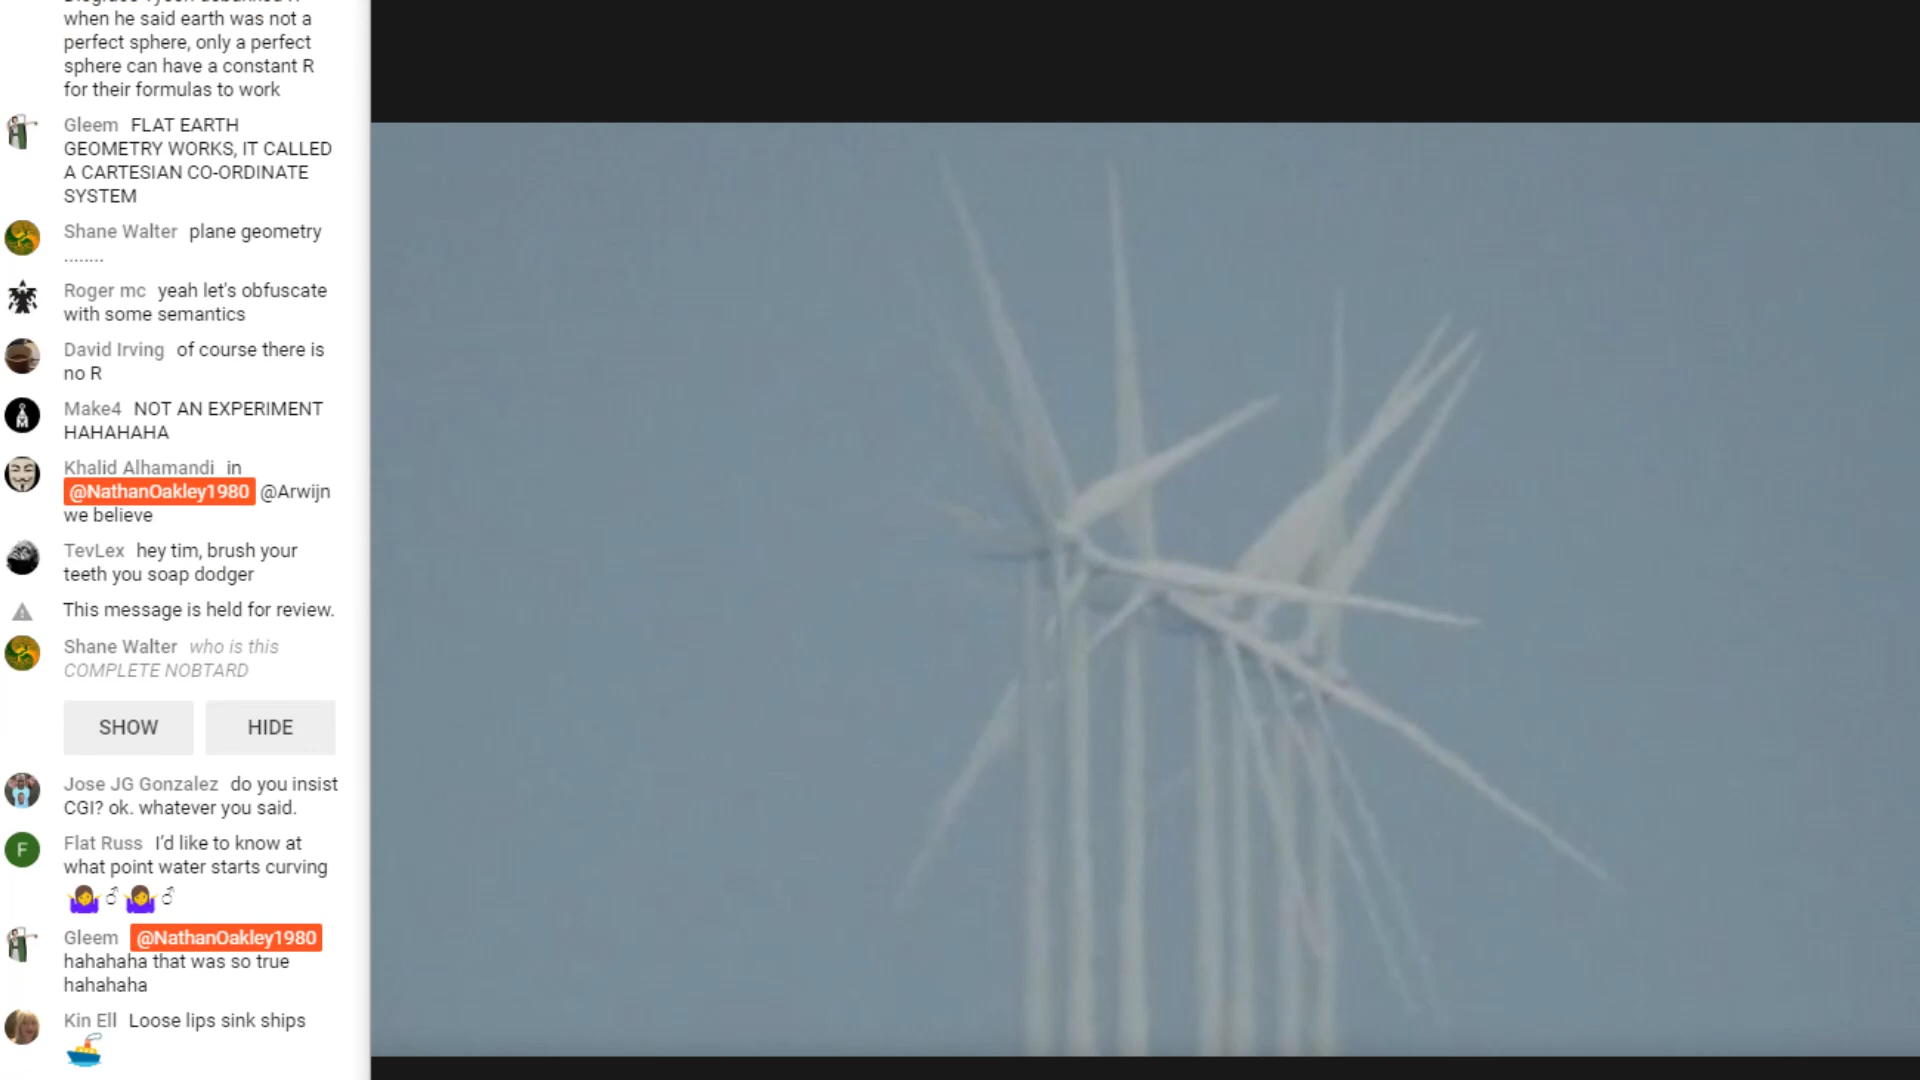 when he said earth was not a
perfect sphere, only a perfect
sphere can have a constant R
for their formulas to work
Gleem FLAT EARTH
GEOMETRY WORKS, IT CALLED
A CARTESIAN CO-ORDINATE
SYSTEM
Shane Walter plane geometry
........
Roger mc yeah let's obfuscate
with some semantics
David Irving of course there is
no R
Make4 NOT AN EXPERIMENT
HAHAHAHA
Khalid Alhamandi in
@NathanOakley1980 @Arwijn
we believe
TevLex hey tim, brush your
teeth you soap dodger
This message is held for review.
Shane Walter who is this
COMPLETE NOBTARD
SHOW HIDE
Jose JG Gonzalez do you insist
CGI? ok. whatever you said.
F
Flat Russ I'd like to know at
what point water starts curving
Gleem @NathanOakley1980
hahahaha that was so true
hahahaha
Kin Ell Loose lips sink ships